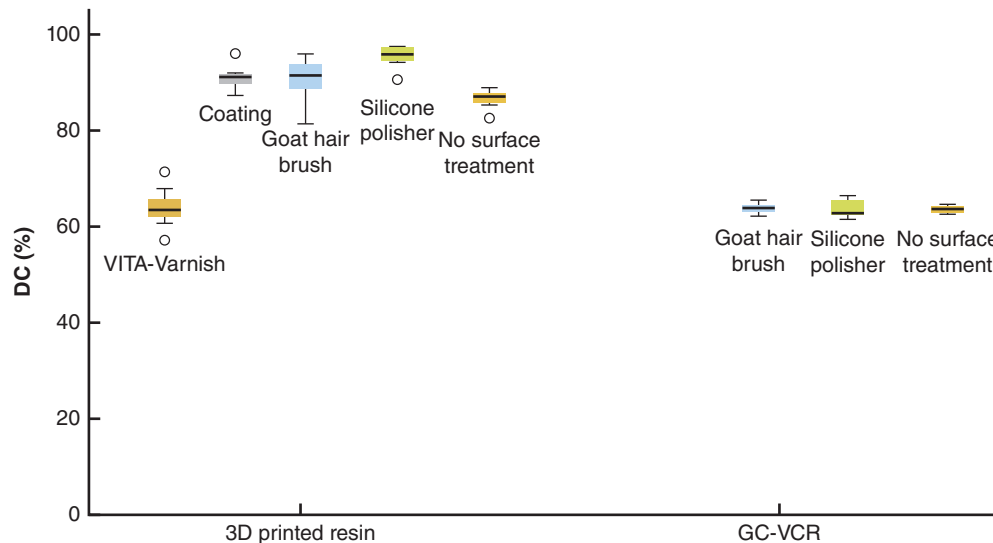 DC (%)
100
80
60
40
20
0
VITA-Varnish
Coating
Goat hair
brush
Silicone
polisher
No surface
treatment
Goat hair
brush
Silicone
polisher
No surface
treatment
3D printed resin
GC-VCR